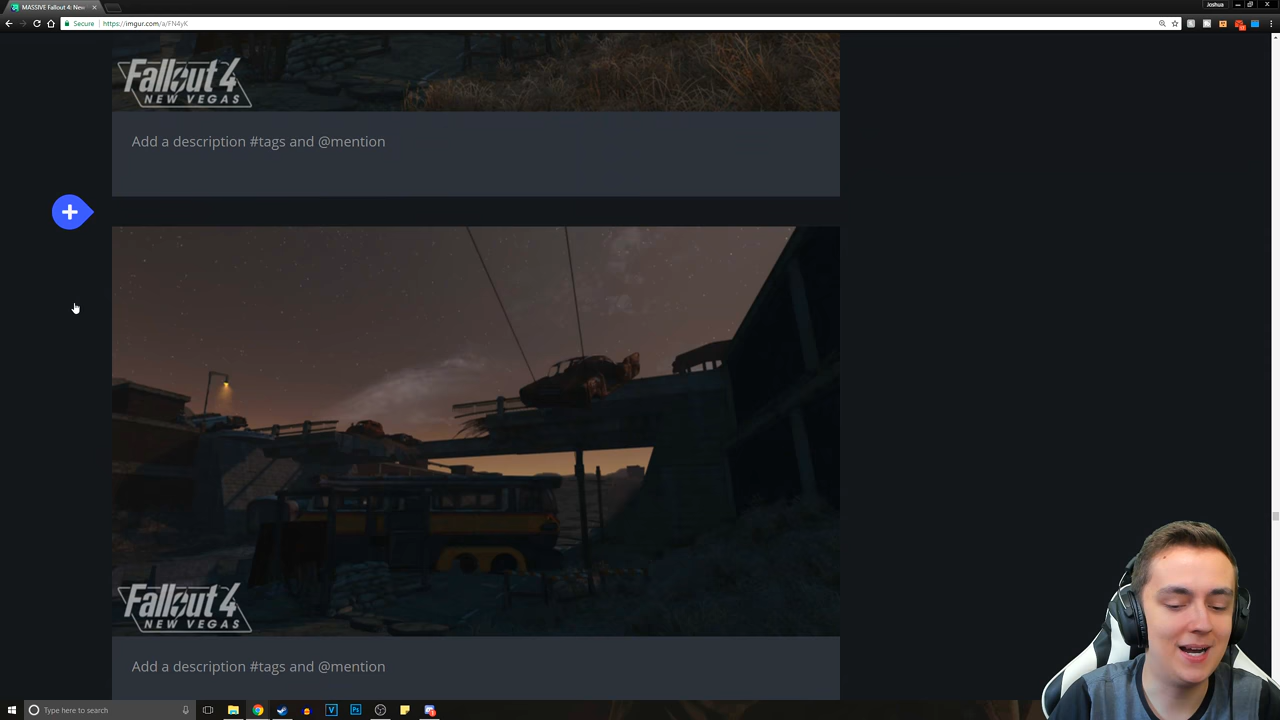 MASSIVE Fallout 4: New
Joshua
Secure
https://imgur.com/a/FN4yK
Fallout 4
NEW VEGAS
Add a description #tags and @mention
Fallout 4
NEW VEGAS
Add a description #tags and @mention
Type here to search